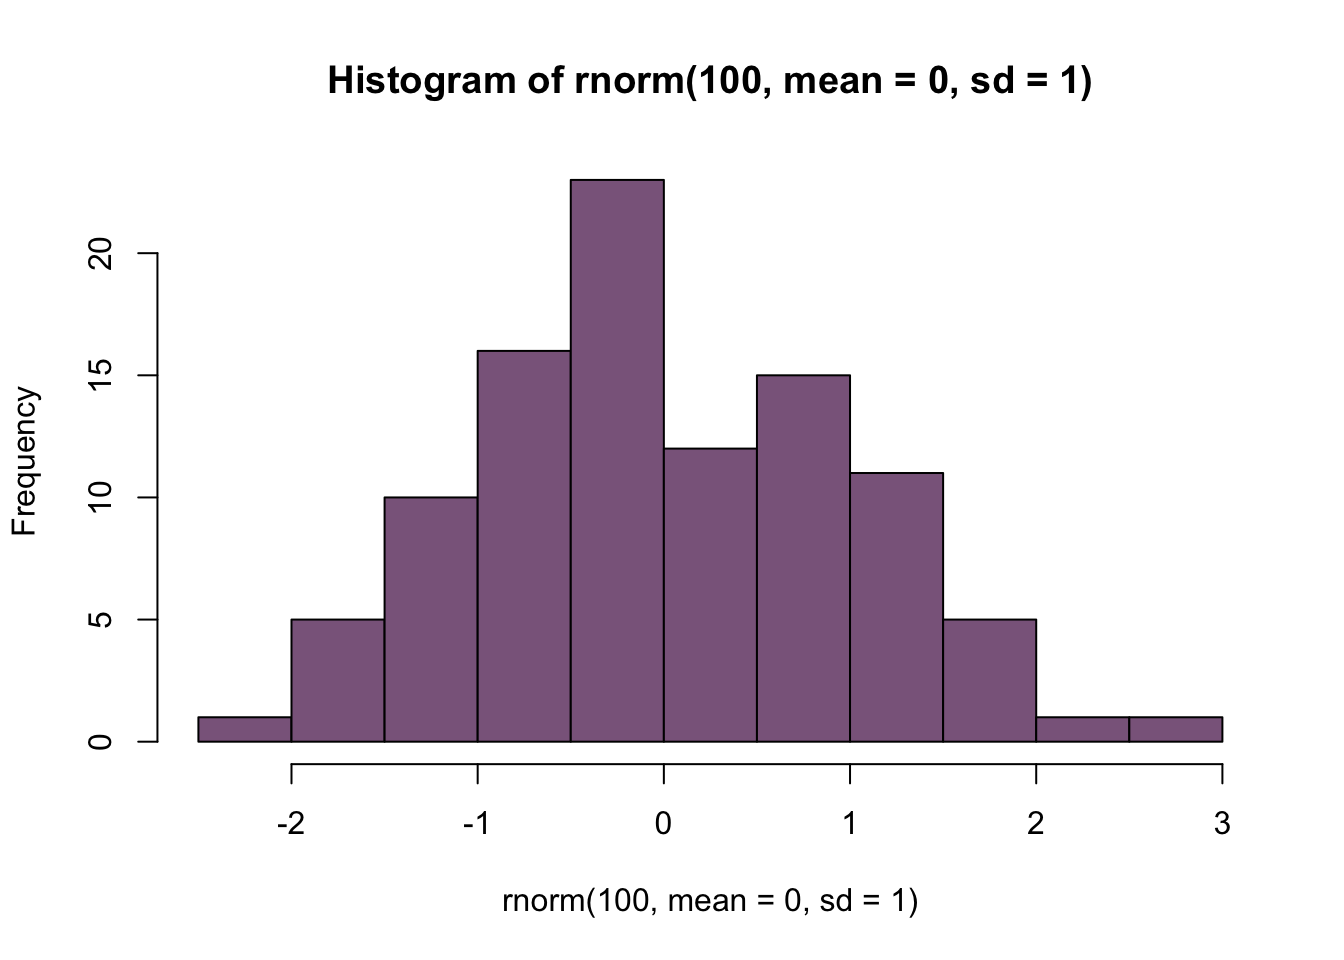 Histogram of rnorm(100, mean = 0, sd = 1)
Frequency
20
15
10
5
0
-2 -1 0 1 2 3
rnorm(100, mean = 0, sd = 1)